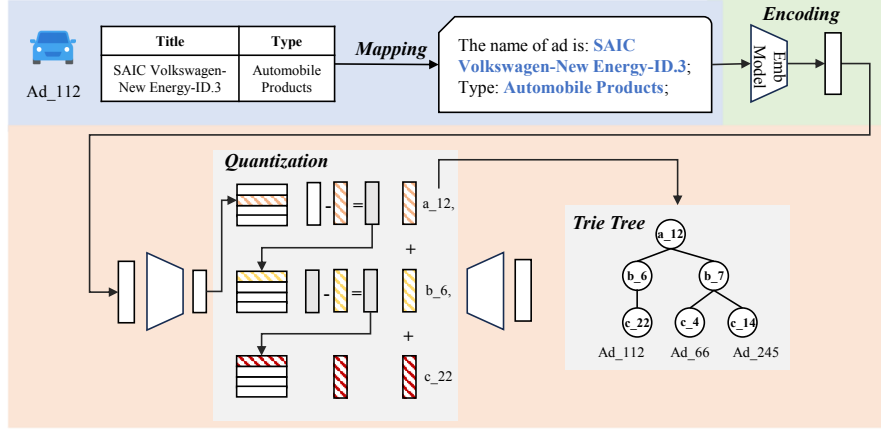 Encoding
Title Type
SAIC Volkswagen-
New Energy-ID.3
Automobile
Products
Ad_112
Mapping
The name of ad is: SAIC
Volkswagen-New Energy-ID.3;
Type: Automobile Products;
Emb
Model
Quantization
- = a_12,
+
- = b_6,
+
c_22
Trie Tree
a_12
b_6 b_7
c_22 c_4 c_14
Ad_112 Ad_66 Ad_245